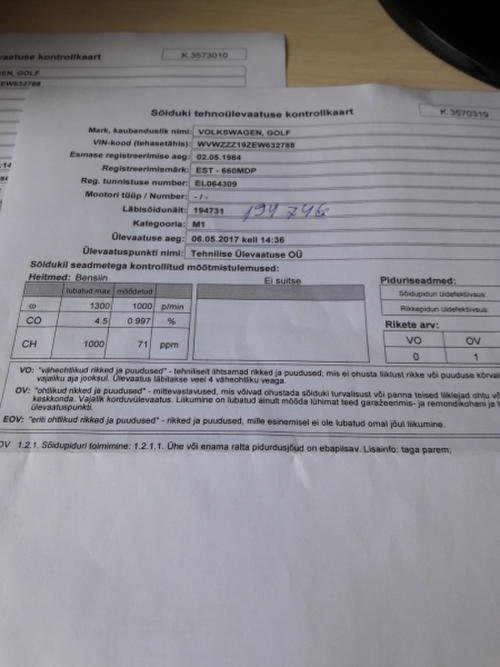 vaatuse kontrollkaart
K 3573010
EN, GOLF
EW632788
Sõiduki tehnoülevaatuse kontrollkaart
K 3570319
Mark, kaubanduslik nimi: VOLKSWAGEN, GOLF
VIN-kood (tehasetähis): WVWZZZ19ZEW632788
Esmase registreerimise aeg: 02.05.1984
Registreerimismärk: EST - 660MDP
Reg. tunnistuse number: EL064309
Mootori tüüp / Number: - / -
Läbisõidunäit: 194731 194 746
Kategooria: M1
Ülevaatuse aeg: 06.05.2017 kell 14:36
Ülevaatuspunkti nimi: Tehnilise Ülevaatuse OÜ
Sõidukil seadmetega kontrollitud mõõtmistulemused:
Heitmed: Bensiin
Ei suitse
Piduriseadmed:
lubatud max mõõdetud
Sõidupiduri üldefektiivsus:
ω 1300 1000 p/min
Rikkepiduri üldefektiivsus:
CO 4.5 0.997 %
Rikete arv:
CH 1000 71 ppm
VO OV
0 1
VO: "väheohtlikud rikked ja puudused" - tehniliselt lihtsamad rikked ja puudused, mis ei ohusta liiklust rikke või puuduse kõrval
vajaliku aja jooksul. Ülevaatus läbitakse veel 4 väheohtliku veaga.
OV: "ohtlikud rikked ja puudused" - mittevastavused, mis võivad ohustada sõiduki turvalisust või panna teised liiklejad ohtu võ
keskkonda. Vajalik korduvülevaatus. Liikumine on lubatud ainult mööda lühimat teed garažeerimis- ja remondikohani ja t
ülevaatuspunkti.
EOV: "eriti ohtlikud rikked ja puudused" - rikked ja puudused, mille esinemisel ei ole lubatud omal jõul liikumine.
OV 1.2.1. Sõidupiduri toimimine: 1.2.1.1. Ühe või enama ratta pidurdusjõud on ebapiisav. Lisainfo: taga parem;